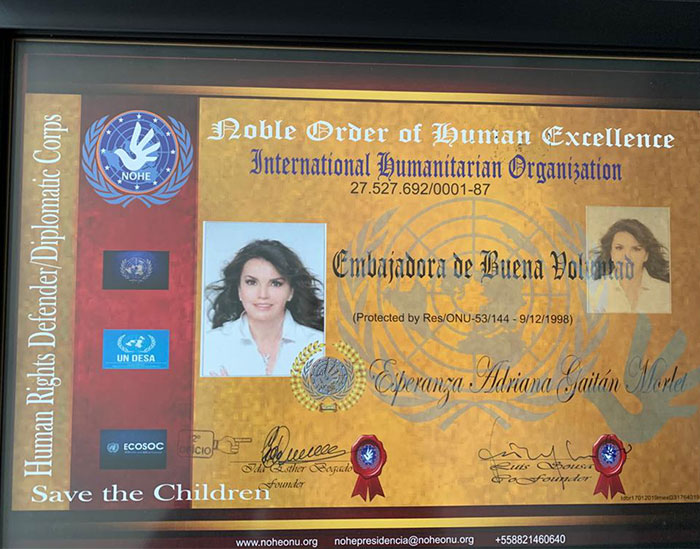 Noble Order of Human Excellence
International Humanitarian Organization
27.527.692/0001-87
Human Rights Defender/Diplomatic Corps
NOHE
Embajadora de Buena Voluntad
(Protected by Res/ONU-53/144 - 9/12/1998)
UN DESA
Esperanza Adriana Gaitán Morlet
ECOSOC
2º
OFICIO
Ida Esther Bogado
Founder
Luis Sousa
Co Founder
Save the Children
www.noheonu.org nohepresidencia@noheonu.org +558821460640